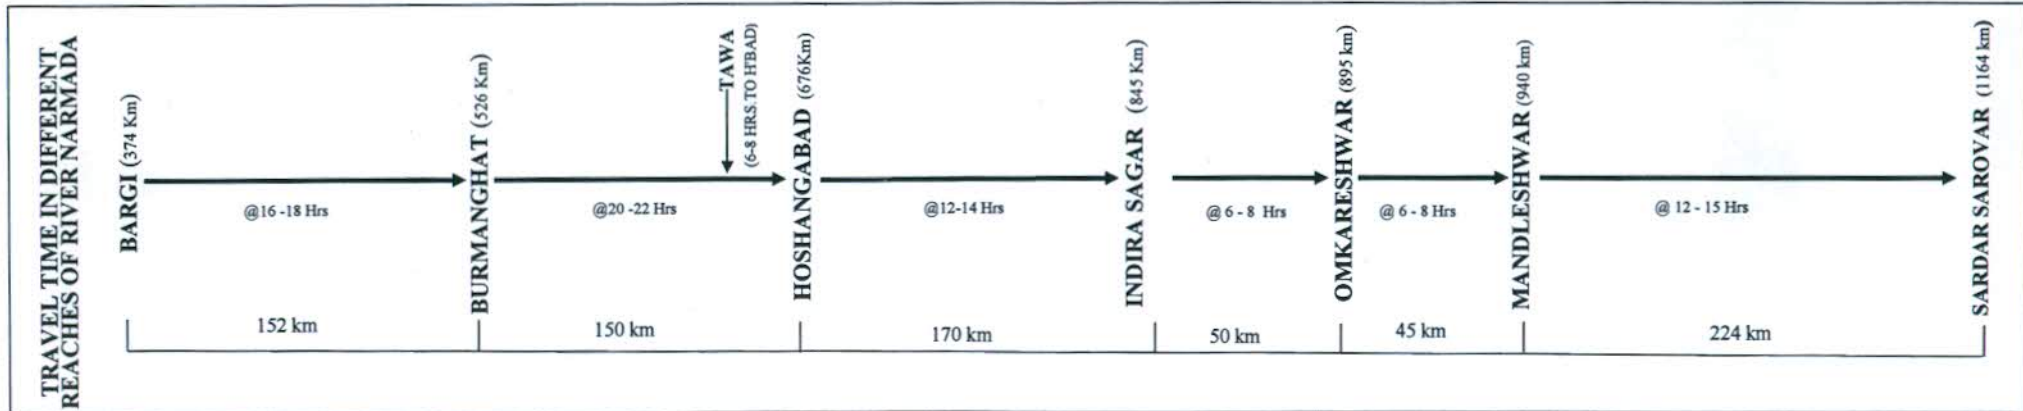 TRAVEL TIME IN DIFFERENT
REACHES OF RIVER NARMADA
BARGI (374 Km)
@16 -18 Hrs
BURMANGHAT (526 Km)
@20 -22 Hrs
TAWA
(6-8 HRS.TO H'BAD)
HOSHANGABAD (676Km)
@12-14 Hrs
INDIRA SAGAR (845 Km)
@ 6 - 8 Hrs
OMKARESHWAR (895 km)
@ 6 - 8 Hrs
MANDLESHWAR (940 km)
@ 12 - 15 Hrs
SARDAR SAROVAR (1164 km)
152 km
150 km
170 km
50 km
45 km
224 km